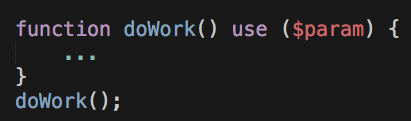 function doWork() use ($param) {
    ...
}
doWork();